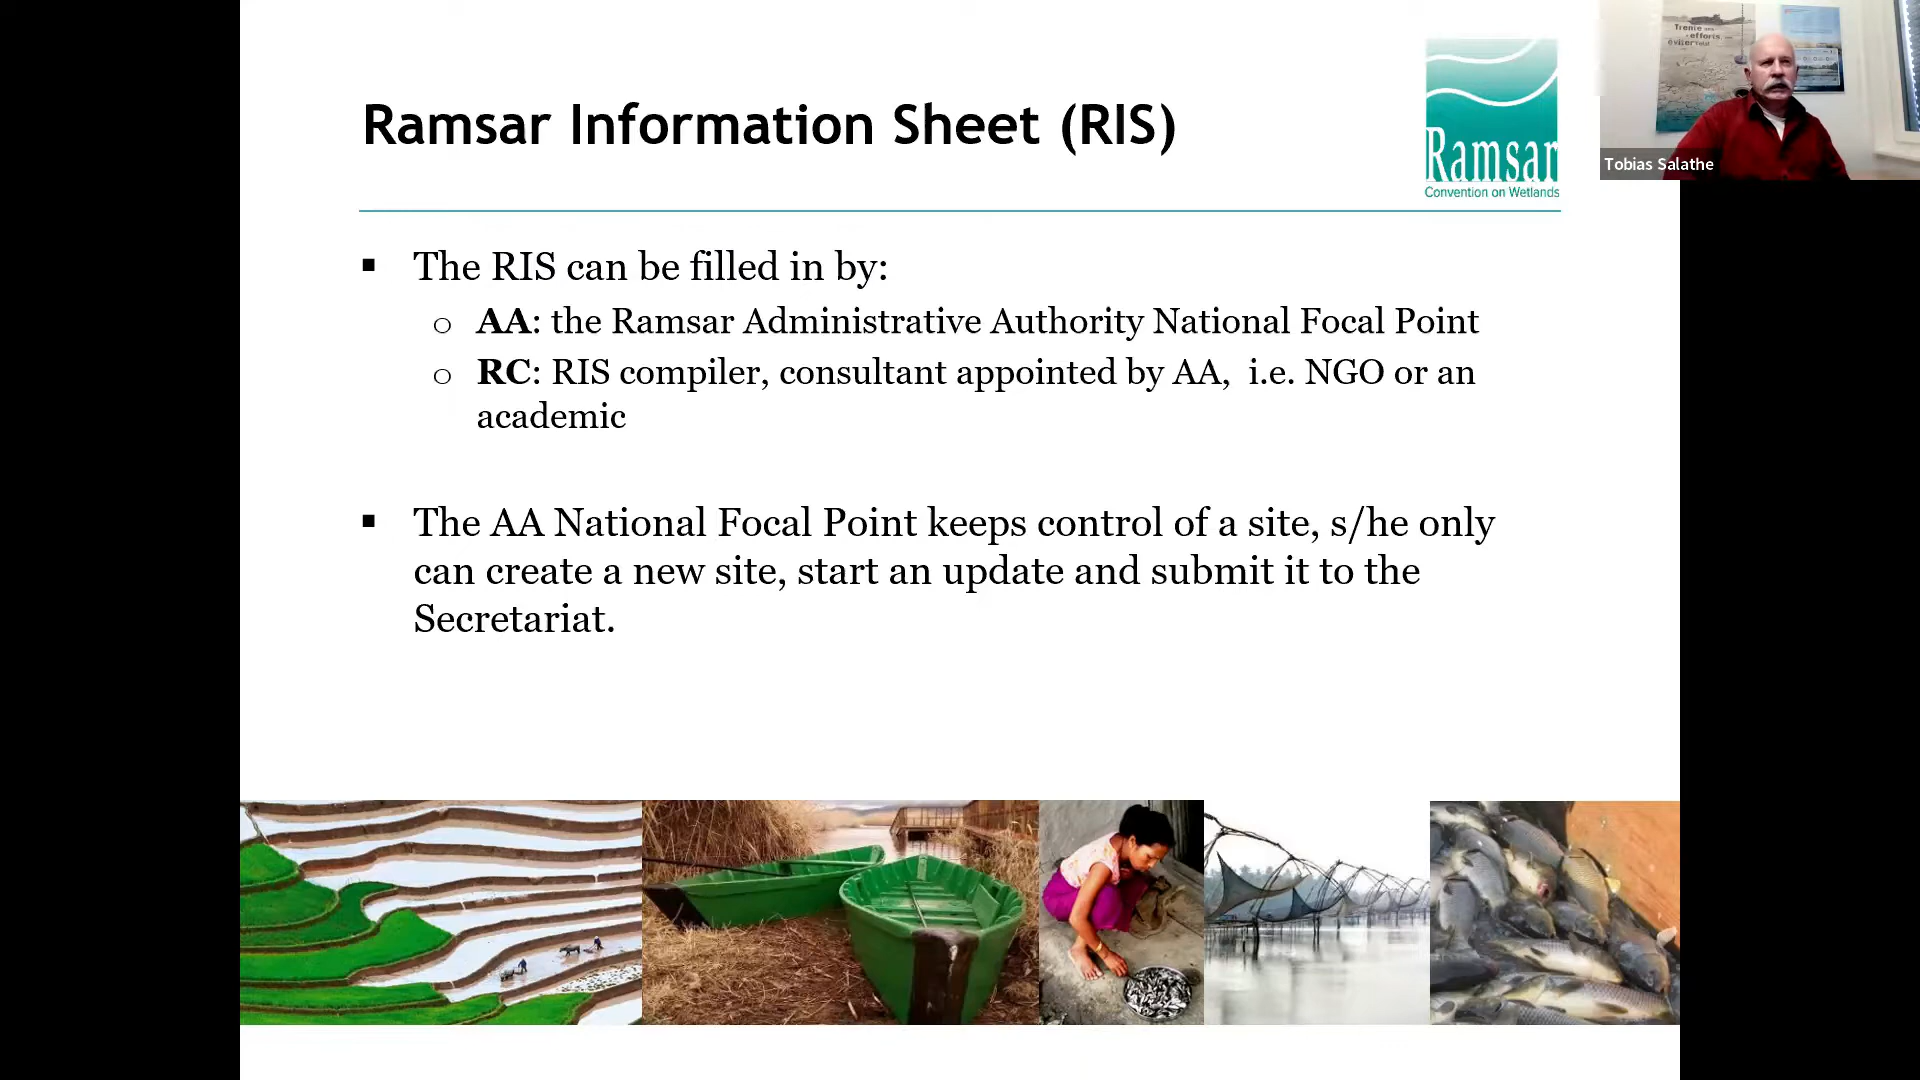 Ramsar Information Sheet (RIS)
Ramsar
Convention on Wetlands
Trente
efforts
éviter
Tobias Salathe
▪ The RIS can be filled in by:
o AA: the Ramsar Administrative Authority National Focal Point
o RC: RIS compiler, consultant appointed by AA, i.e. NGO or an
academic
▪ The AA National Focal Point keeps control of a site, s/he only
can create a new site, start an update and submit it to the
Secretariat.